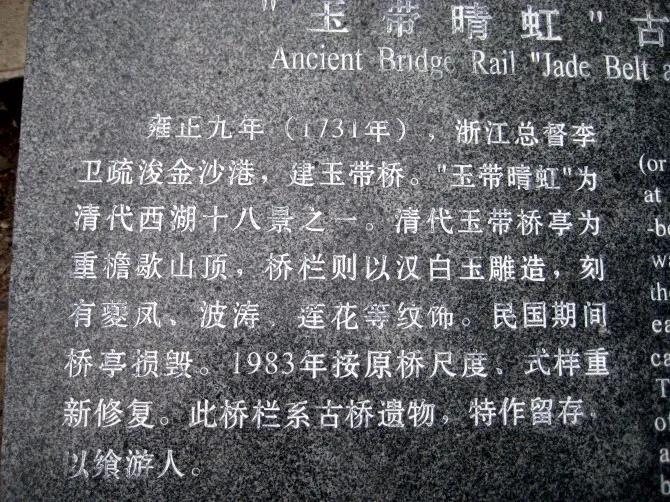 "玉带晴虹"古
Ancient Bridge Rail "Jade Belt a
雍正九年（1731年），浙江总督李
卫疏浚金沙港，建玉带桥。"玉带晴虹"为
清代西湖十八景之一。清代玉带桥亭为
重檐歇山顶，桥栏则以汉白玉雕造，刻
有夔凤、波涛、莲花等纹饰。民国期间
桥亭损毁。1983年按原桥尺度、式样重
新修复。此桥栏系古桥遗物，特作留存，
以飨游人。
(or
at
-be
wa
the
ea
ca
T
of
a